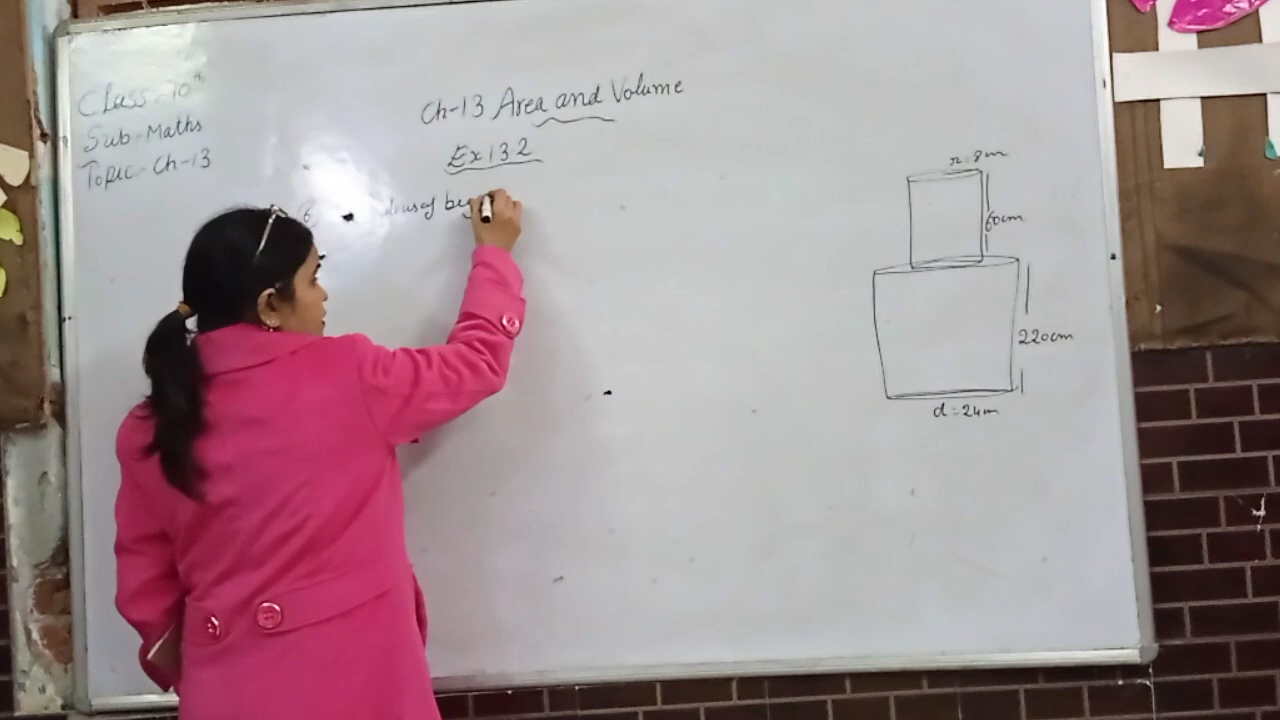 Class-10th
Sub-Maths
Topic-Ch-13
Ch-13 Area and Volume
Ex 13.2
6
r=8m
60cm
220cm
d=24m